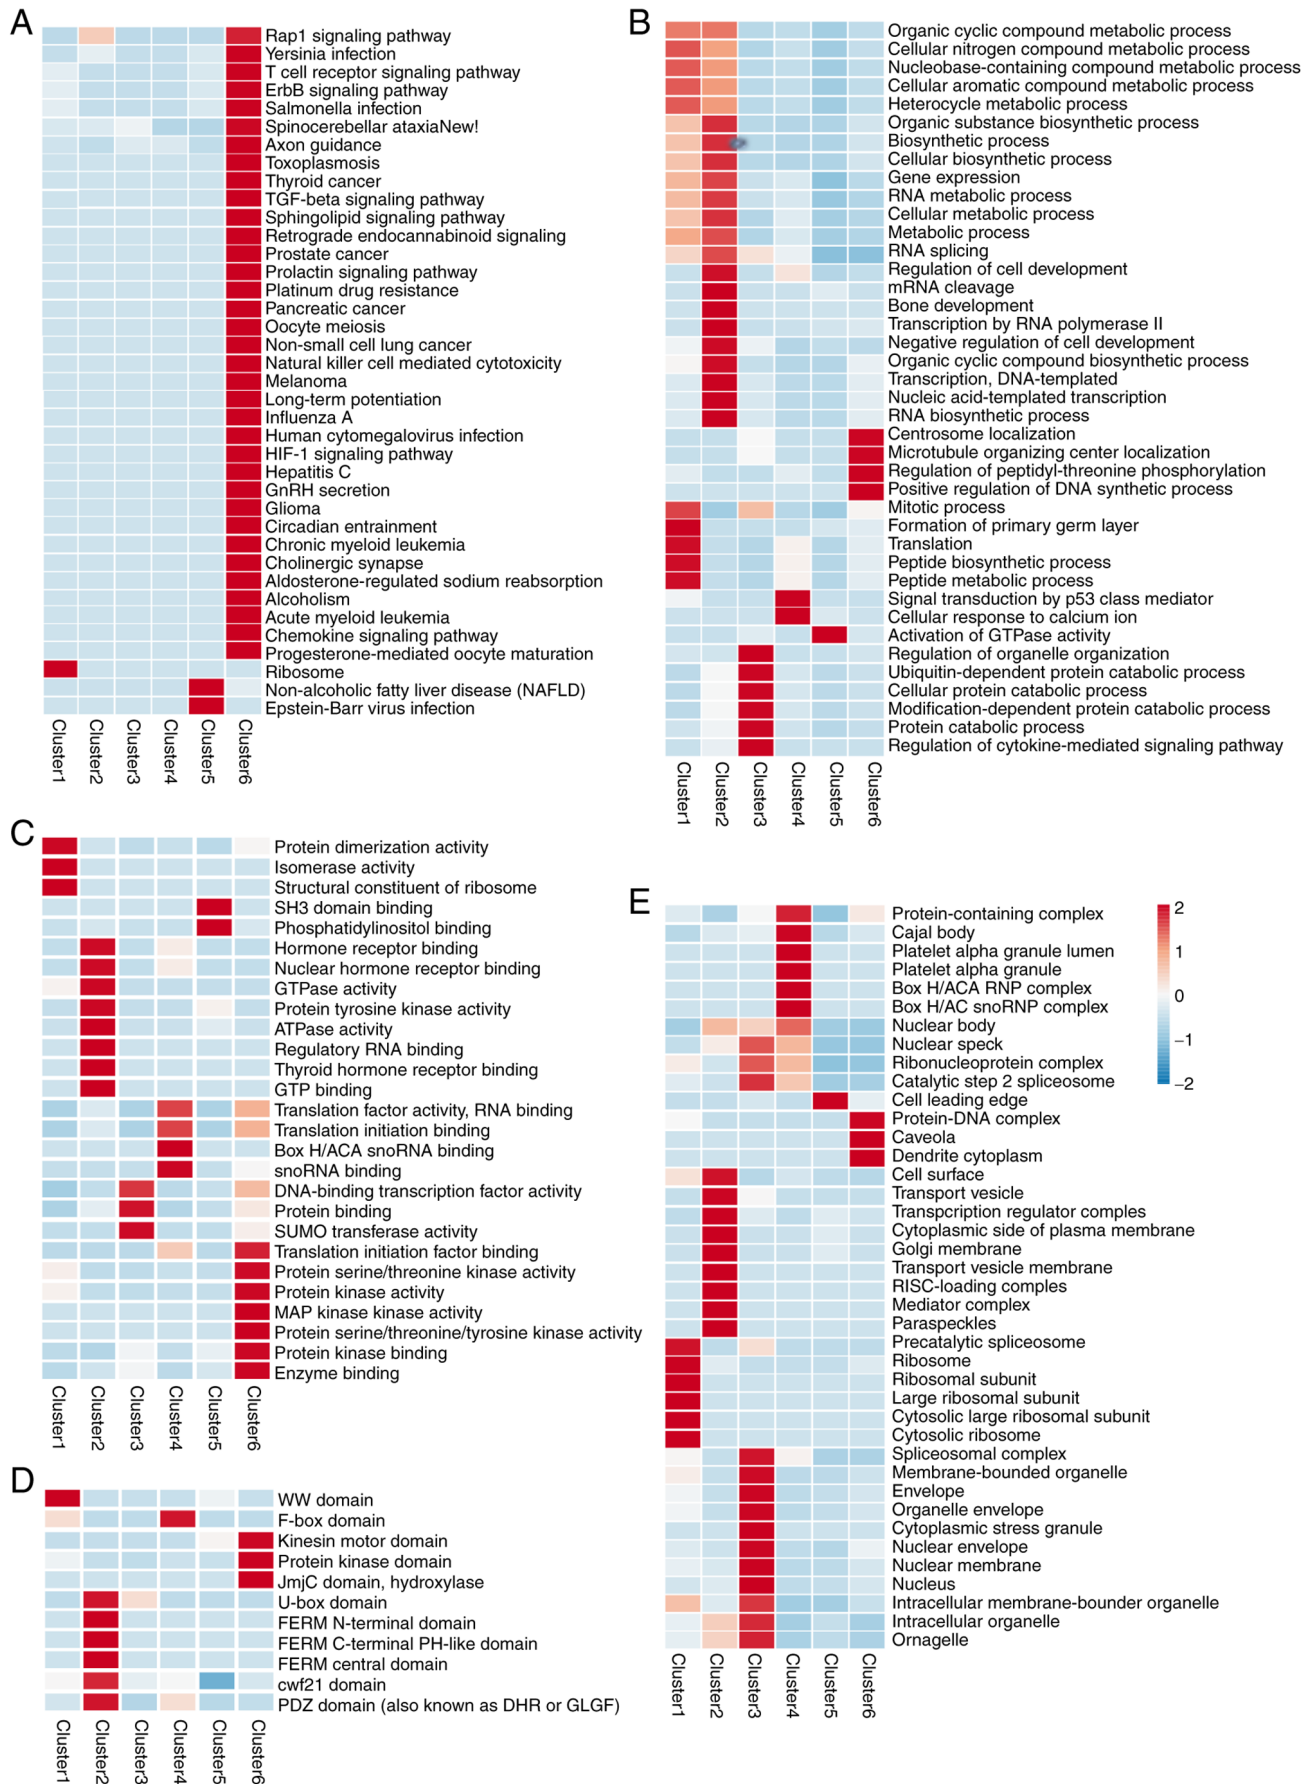 A
Rap1 signaling pathway
Yersinia infection
T cell receptor signaling pathway
ErbB signaling pathway
Salmonella infection
Spinocerebellar ataxiaNew!
Axon guidance
Toxoplasmosis
Thyroid cancer
TGF-beta signaling pathway
Sphingolipid signaling pathway
Retrograde endocannabinoid signaling
Prostate cancer
Prolactin signaling pathway
Platinum drug resistance
Pancreatic cancer
Oocyte meiosis
Non-small cell lung cancer
Natural killer cell mediated cytotoxicity
Melanoma
Long-term potentiation
Influenza A
Human cytomegalovirus infection
HIF-1 signaling pathway
Hepatitis C
GnRH secretion
Glioma
Circadian entrainment
Chronic myeloid leukemia
Cholinergic synapse
Aldosterone-regulated sodium reabsorption
Alcoholism
Acute myeloid leukemia
Chemokine signaling pathway
Progesterone-mediated oocyte maturation
Ribosome
Non-alcoholic fatty liver disease (NAFLD)
Epstein-Barr virus infection
Cluster1
Cluster2
Cluster3
Cluster4
Cluster5
Cluster6
B
Organic cyclic compound metabolic process
Cellular nitrogen compound metabolic process
Nucleobase-containing compound metabolic process
Cellular aromatic compound metabolic process
Heterocycle metabolic process
Organic substance biosynthetic process
Biosynthetic process
Cellular biosynthetic process
Gene expression
RNA metabolic process
Cellular metabolic process
Metabolic process
RNA splicing
Regulation of cell development
mRNA cleavage
Bone development
Transcription by RNA polymerase II
Negative regulation of cell development
Organic cyclic compound biosynthetic process
Transcription, DNA-templated
Nucleic acid-templated transcription
RNA biosynthetic process
Centrosome localization
Microtubule organizing center localization
Regulation of peptidyl-threonine phosphorylation
Positive regulation of DNA synthetic process
Mitotic process
Formation of primary germ layer
Translation
Peptide biosynthetic process
Peptide metabolic process
Signal transduction by p53 class mediator
Cellular response to calcium ion
Activation of GTPase activity
Regulation of organelle organization
Ubiquitin-dependent protein catabolic process
Cellular protein catabolic process
Modification-dependent protein catabolic process
Protein catabolic process
Regulation of cytokine-mediated signaling pathway
Cluster1
Cluster2
Cluster3
Cluster4
Cluster5
Cluster6
C
Protein dimerization activity
Isomerase activity
Structural constituent of ribosome
SH3 domain binding
Phosphatidylinositol binding
Hormone receptor binding
Nuclear hormone receptor binding
GTPase activity
Protein tyrosine kinase activity
ATPase activity
Regulatory RNA binding
Thyroid hormone receptor binding
GTP binding
Translation factor activity, RNA binding
Translation initiation binding
Box H/ACA snoRNA binding
snoRNA binding
DNA-binding transcription factor activity
Protein binding
SUMO transferase activity
Translation initiation factor binding
Protein serine/threonine kinase activity
Protein kinase activity
MAP kinase kinase activity
Protein serine/threonine/tyrosine kinase activity
Protein kinase binding
Enzyme binding
Cluster1
Cluster2
Cluster3
Cluster4
Cluster5
Cluster6
D
WW domain
F-box domain
Kinesin motor domain
Protein kinase domain
JmjC domain, hydroxylase
U-box domain
FERM N-terminal domain
FERM C-terminal PH-like domain
FERM central domain
cwf21 domain
PDZ domain (also known as DHR or GLGF)
Cluster1
Cluster2
Cluster3
Cluster4
Cluster5
Cluster6
E
Protein-containing complex
Cajal body
Platelet alpha granule lumen
Platelet alpha granule
Box H/ACA RNP complex
Box H/AC snoRNP complex
Nuclear body
Nuclear speck
Ribonucleoprotein complex
Catalytic step 2 spliceosome
Cell leading edge
Protein-DNA complex
Caveola
Dendrite cytoplasm
Cell surface
Transport vesicle
Transpcription regulator comples
Cytoplasmic side of plasma membrane
Golgi membrane
Transport vesicle membrane
RISC-loading comples
Mediator complex
Paraspeckles
Precatalytic spliceosome
Ribosome
Ribosomal subunit
Large ribosomal subunit
Cytosolic large ribosomal subunit
Cytosolic ribosome
Spliceosomal complex
Membrane-bounded organelle
Envelope
Organelle envelope
Cytoplasmic stress granule
Nuclear envelope
Nuclear membrane
Nucleus
Intracellular membrane-bounder organelle
Intracellular organelle
Ornagelle
Cluster1
Cluster2
Cluster3
Cluster4
Cluster5
Cluster6
2
1
0
−1
−2